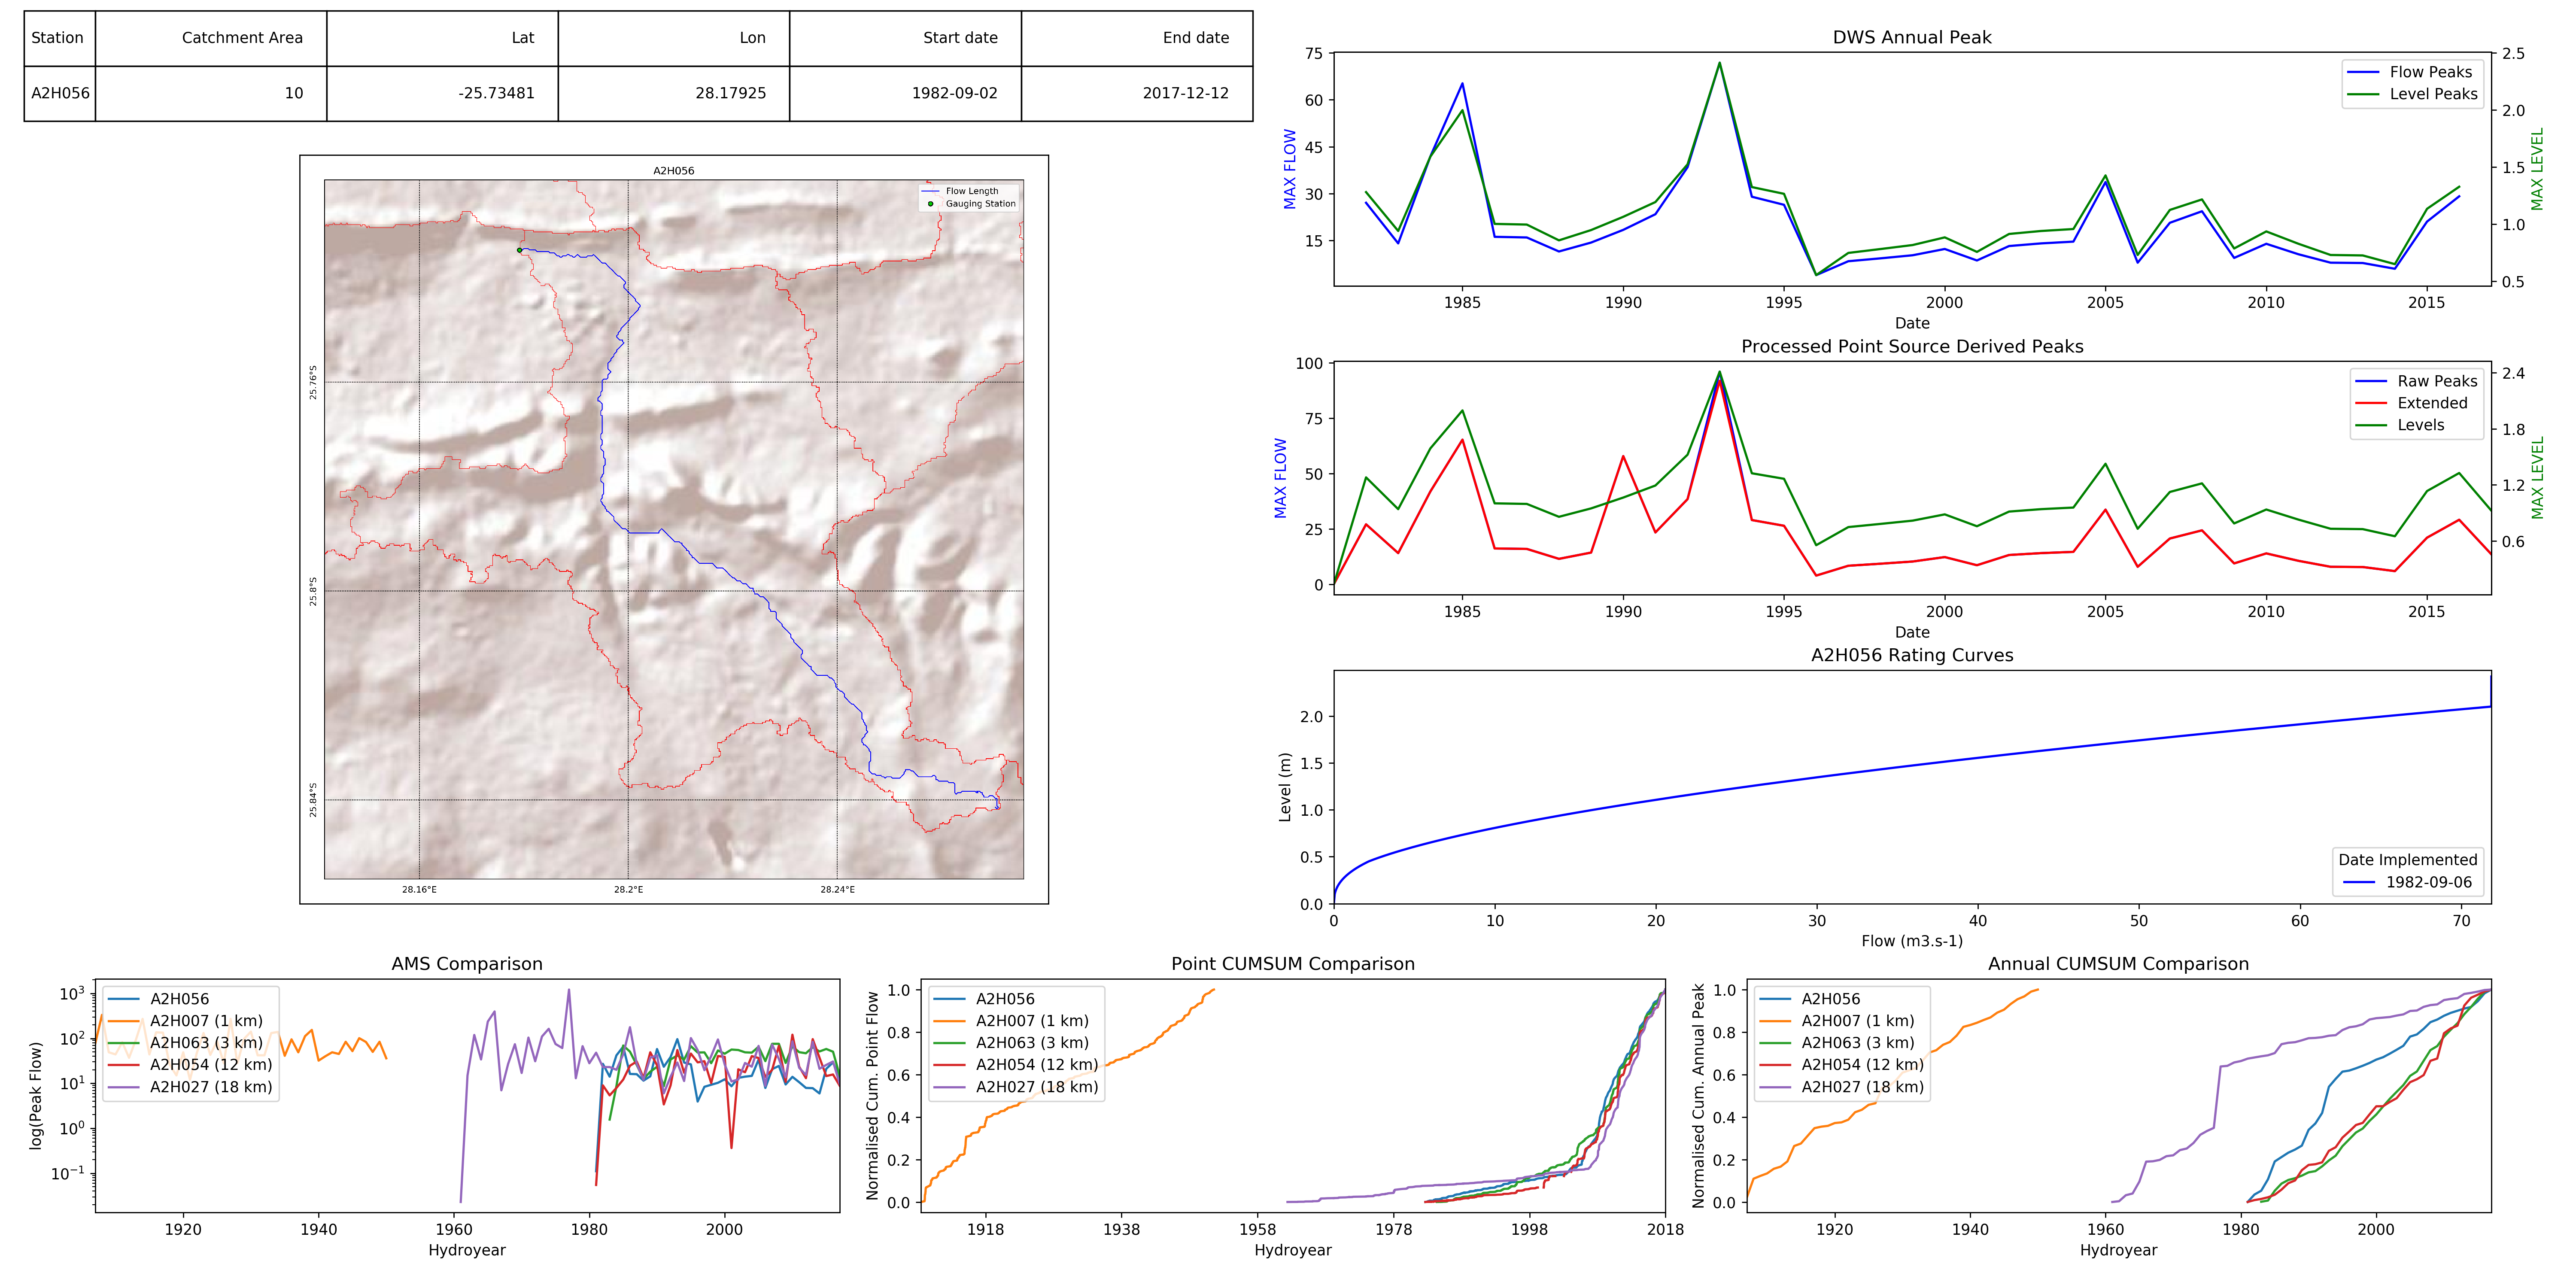 Station Catchment Area Lat Lon Start date End date
A2H056 10 -25.73481 28.17925 1982-09-02 2017-12-12
A2H056
Flow Length
Gauging Station
25.76°S
25.8°S
25.84°S
28.16°E 28.2°E 28.24°E
DWS Annual Peak
MAX FLOW
75
60
45
30
15
Flow Peaks
Level Peaks
2.5
2.0
1.5
1.0
0.5
MAX LEVEL
1985 1990 1995 2000 2005 2010 2015
Date
Processed Point Source Derived Peaks
MAX FLOW
100
75
50
25
0
Raw Peaks
Extended
Levels
2.4
1.8
1.2
0.6
MAX LEVEL
1985 1990 1995 2000 2005 2010 2015
Date
A2H056 Rating Curves
Level (m)
2.0
1.5
1.0
0.5
0.0
Date Implemented
1982-09-06
0 10 20 30 40 50 60 70
Flow (m3.s-1)
AMS Comparison
log(Peak Flow)
10³
10²
10¹
10⁰
10⁻¹
A2H056
A2H007 (1 km)
A2H063 (3 km)
A2H054 (12 km)
A2H027 (18 km)
1920 1940 1960 1980 2000
Hydroyear
Point CUMSUM Comparison
Normalised Cum. Point Flow
1.0
0.8
0.6
0.4
0.2
0.0
A2H056
A2H007 (1 km)
A2H063 (3 km)
A2H054 (12 km)
A2H027 (18 km)
1918 1938 1958 1978 1998 2018
Hydroyear
Annual CUMSUM Comparison
Normalised Cum. Annual Peak
1.0
0.8
0.6
0.4
0.2
0.0
A2H056
A2H007 (1 km)
A2H063 (3 km)
A2H054 (12 km)
A2H027 (18 km)
1920 1940 1960 1980 2000
Hydroyear